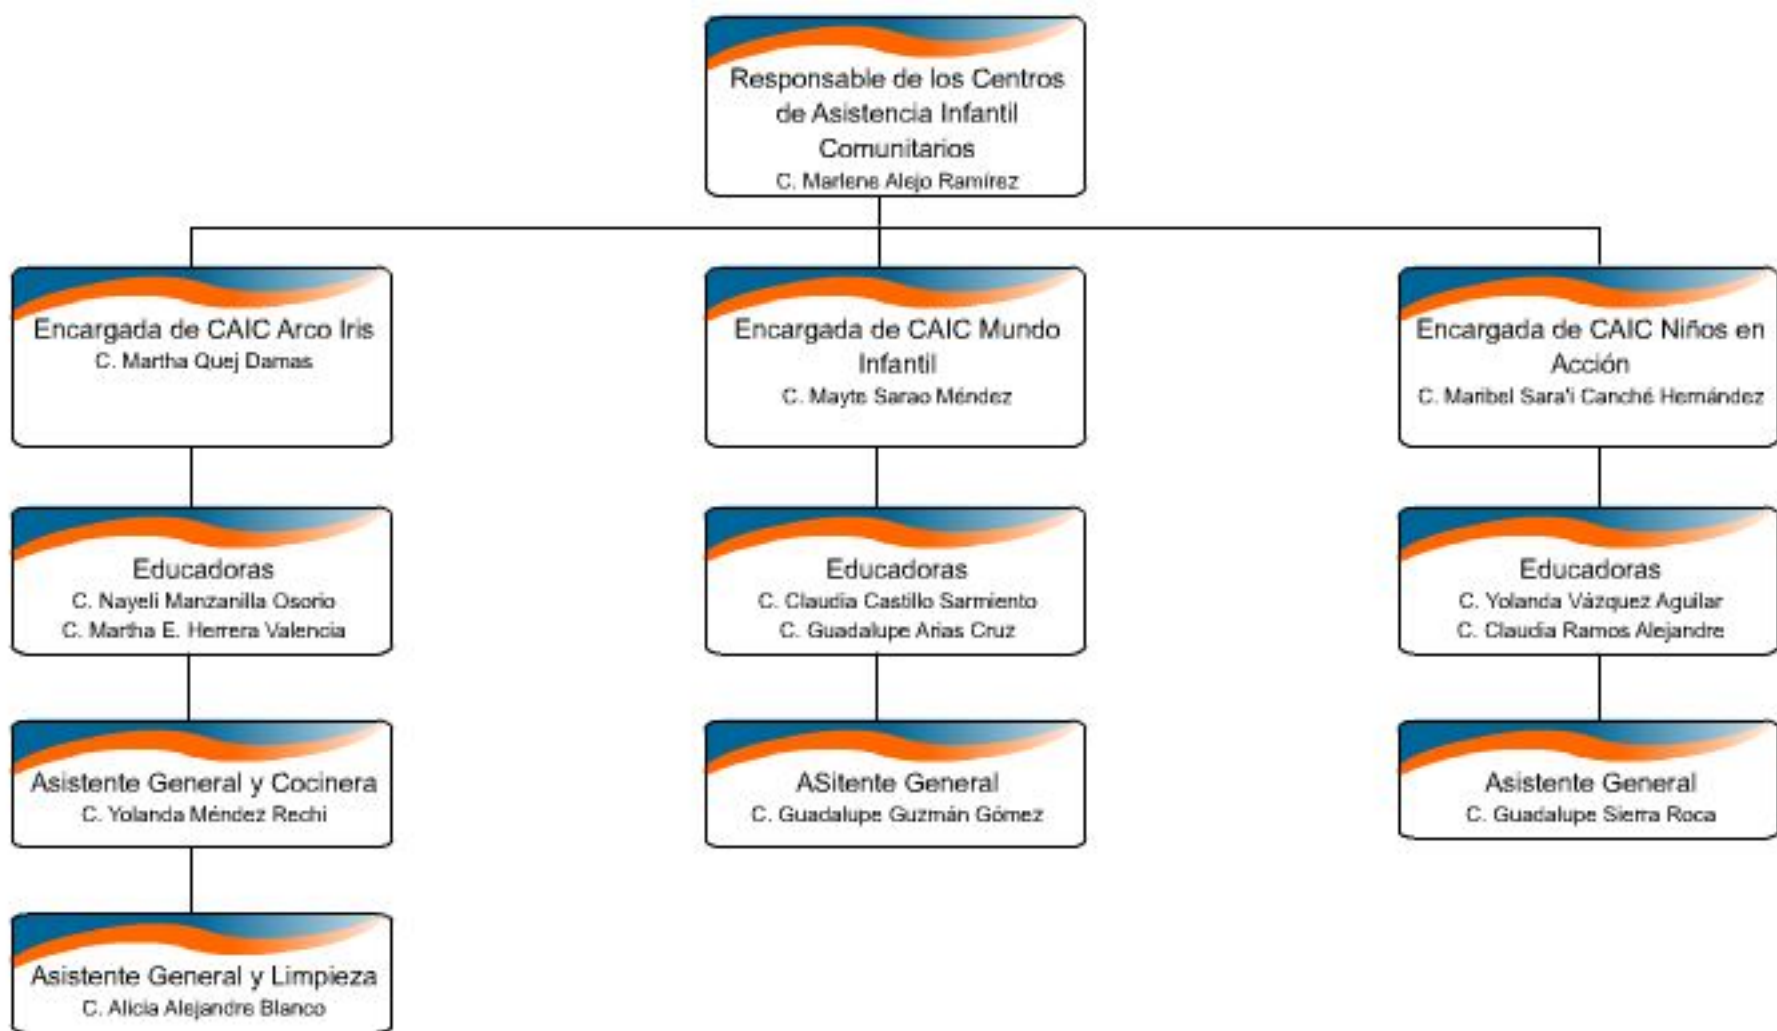 Responsable de los Centros
de Asistencia Infantil
Comunitarios
C. Marlene Alejo Ramírez
Encargada de CAIC Arco Iris
C. Martha Quej Damas
Encargada de CAIC Mundo
Infantil
C. Mayte Sarao Méndez
Encargada de CAIC Niños en
Acción
C. Maribel Sara'i Canché Hernández
Educadoras
C. Nayeli Manzanilla Osorio
C. Martha E. Herrera Valencia
Educadoras
C. Claudia Castillo Sarmiento
C. Guadalupe Arias Cruz
Educadoras
C. Yolanda Vázquez Aguilar
C. Claudia Ramos Alejandre
Asistente General y Cocinera
C. Yolanda Méndez Rechi
ASitente General
C. Guadalupe Guzmán Gómez
Asistente General
C. Guadalupe Sierra Roca
Asistente General y Limpieza
C. Alicia Alejandre Blanco